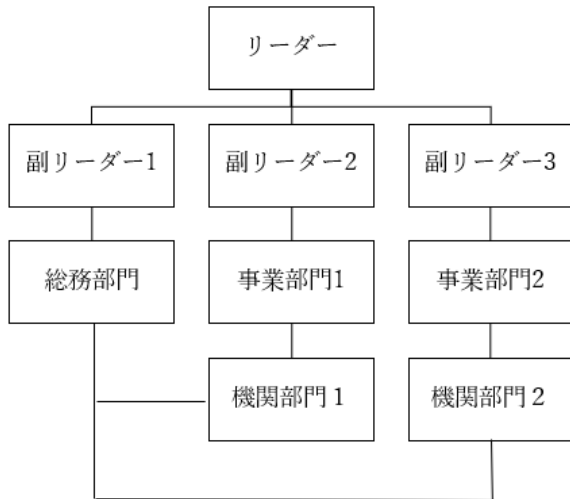 リーダー
副リーダー1
副リーダー2
副リーダー3
総務部門
事業部門1
事業部門2
機関部門１
機関部門２